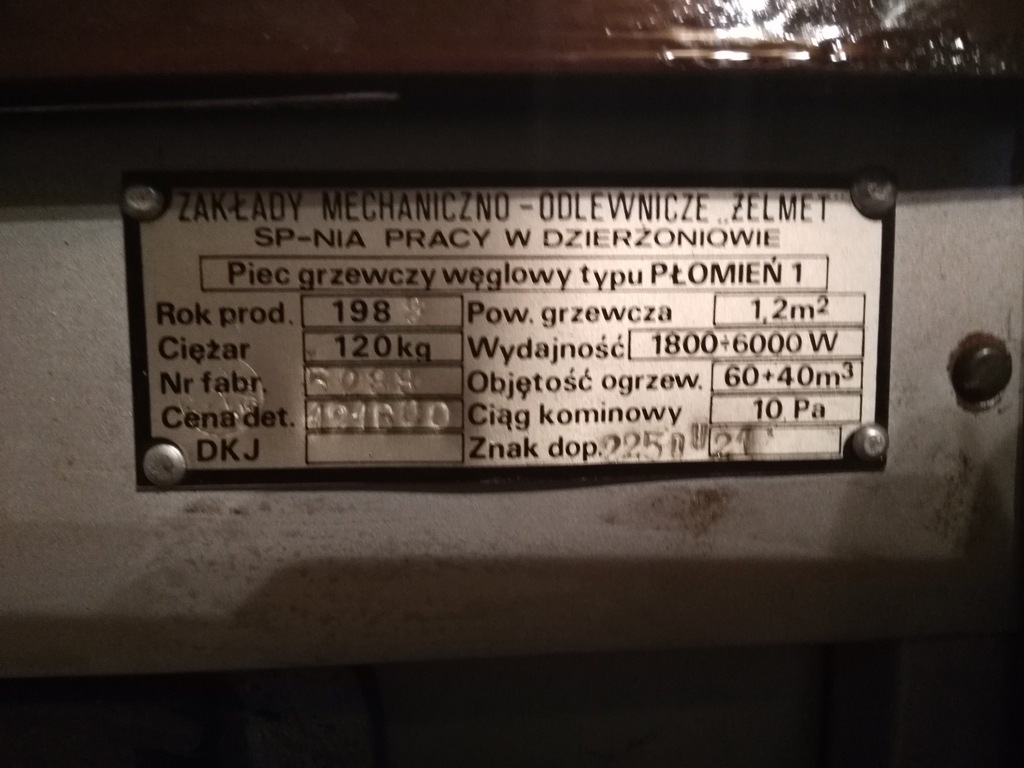 ZAKŁADY MECHANICZNO - ODLEWNICZE „ŻELMET”
SP-NIA PRACY W DZIERŻONIOWIE
Piec grzewczy węglowy typu PŁOMIEŃ 1
Rok prod. Pow. grzewcza 1,2m²
Ciężar 120kg Wydajność 1800÷6000 W
Nr fabr. Objętość ogrzew. 60÷40m³
Cena det. Ciąg kominowy 10 Pa
DKJ Znak dop.